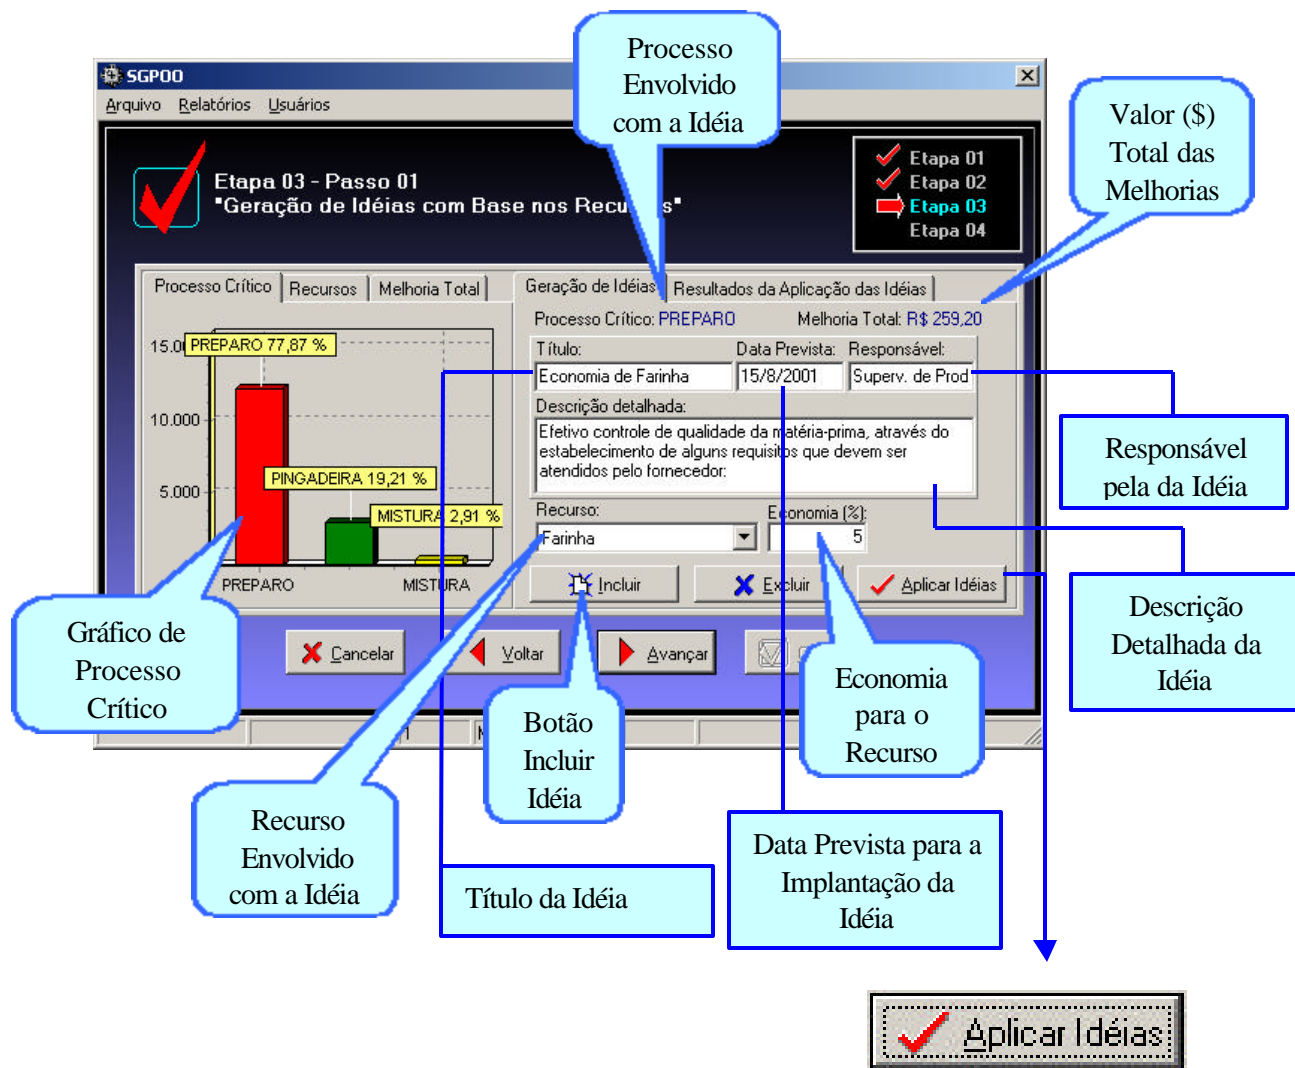 Processo
Envolvido
com a Idéia
Valor ($)
Total das
Melhorias
SGPOO
Arquivo Relatórios Usuários
Etapa 03 - Passo 01
"Geração de Idéias com Base nos Recursos"
Etapa 01
Etapa 02
Etapa 03
Etapa 04
Processo Crítico Recursos Melhoria Total
Geração de Idéias Resultados da Aplicação das Idéias
Processo Crítico: PREPARO Melhoria Total: R$ 259,20
PREPARO 77,87 %
10.000
5.000
PINGADEIRA 19,21 %
MISTURA 2,91 %
PREPARO MISTURA
Título: Data Prevista: Responsável:
Economia de Farinha 15/8/2001 Superv. de Prod
Descrição detalhada:
Efetivo controle de qualidade da matéria-prima, através do
estabelecimento de alguns requisitos que devem ser
atendidos pelo fornecedor:
Recurso: Economia (%):
Farinha 5
Incluir Excluir Aplicar Idéias
Cancelar Voltar Avançar
Responsável
pela da Idéia
Descrição
Detalhada da
Idéia
Gráfico de
Processo
Crítico
Economia
para o
Recurso
Botão
Incluir
Idéia
Recurso
Envolvido
com a Idéia
Título da Idéia
Data Prevista para a
Implantação da
Idéia
Aplicar Idéias